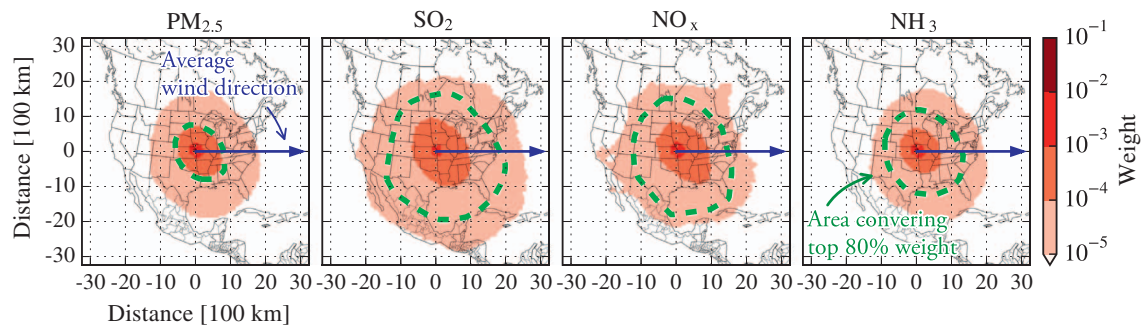 PM2.5
SO2
NOx
NH3
Distance [100 km]
30
20
10
0
-10
-20
-30
Average
wind direction
Area convering
top 80% weight
10−1
10−2
10−3
10−4
10−5
Weight
-30 -20 -10 0 10 20 30
-30 -20 -10 0 10 20 30
-30 -20 -10 0 10 20 30
-30 -20 -10 0 10 20 30
Distance [100 km]